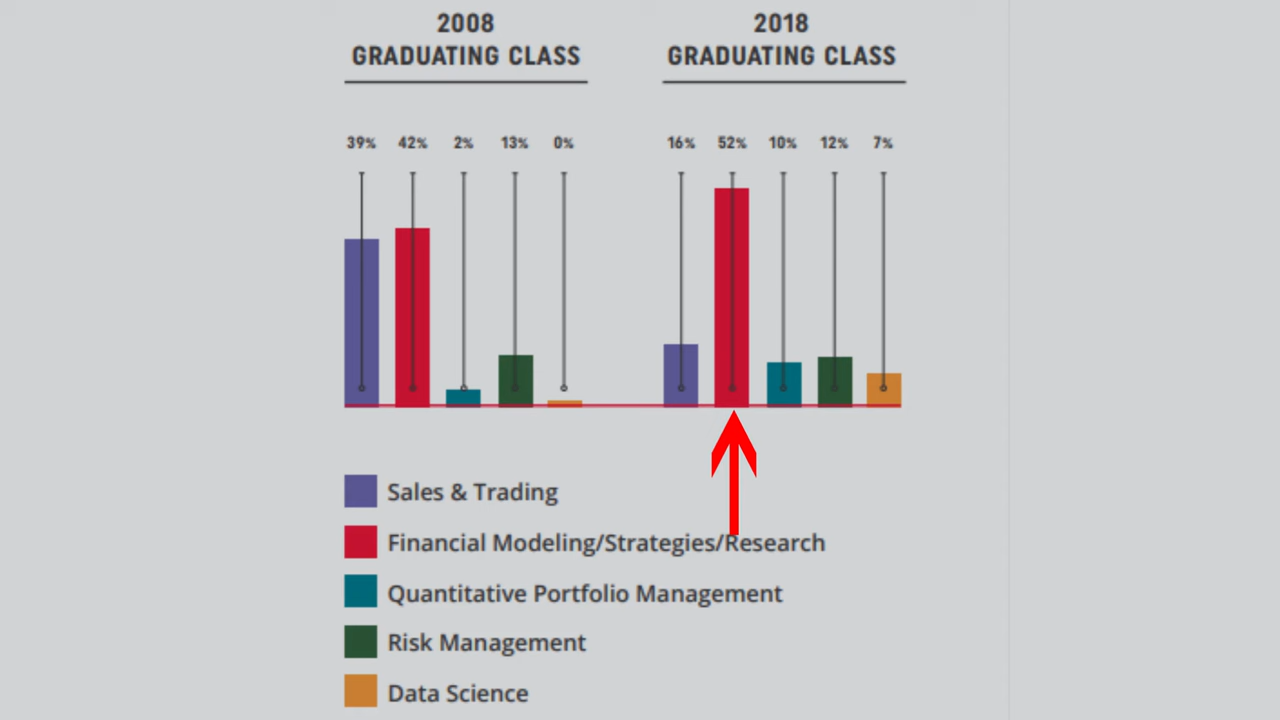 2008
GRADUATING CLASS
39% 42% 2% 13% 0%
2018
GRADUATING CLASS
16% 52% 10% 12% 7%
Sales & Trading
Financial Modeling/Strategies/Research
Quantitative Portfolio Management
Risk Management
Data Science